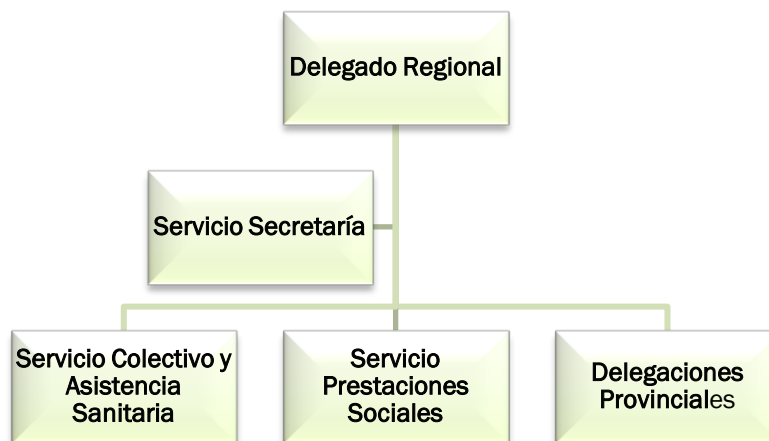 Delegado Regional
Servicio Secretaría
Servicio Colectivo y
Asistencia
Sanitaria
Servicio
Prestaciones
Sociales
Delegaciones
Provinciales